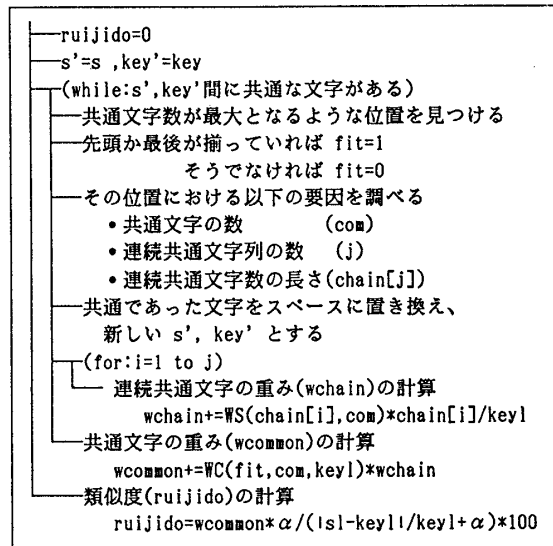 ruijido=0
s'=s ,key'=key
(while:s',key'間に共通な文字がある)
共通文字数が最大となるような位置を見つける
先頭か最後が揃っていれば fit=1
そうでなければ fit=0
その位置における以下の要因を調べる
•共通文字の数 (com)
•連続共通文字列の数 (j)
•連続共通文字数の長さ(chain[j])
共通であった文字をスペースに置き換え、
新しい s', key' とする
(for:i=1 to j)
連続共通文字の重み(wchain)の計算
wchain+=WS(chain[i],com)*chain[i]/keyl
共通文字の重み(wcommon)の計算
wcommon+=WC(fit,com,keyl)*wchain
類似度(ruijido)の計算
ruijido=wcommon*α/(|sl-keyl|/keyl+α)*100